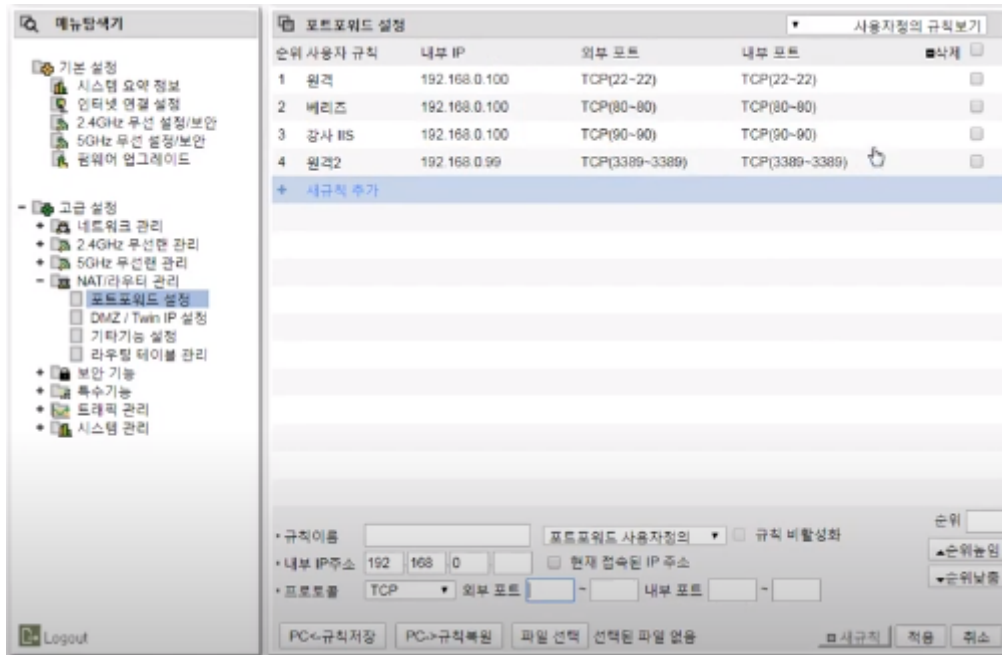 메뉴탐색기
기본 설정
시스템 요약 정보
인터넷 연결 설정
2.4GHz 무선 설정/보안
5GHz 무선 설정/보안
펌웨어 업그레이드
고급 설정
네트워크 관리
2.4GHz 무선랜 관리
5GHz 무선랜 관리
NAT/라우터 관리
포트포워드 설정
DMZ / Twin IP 설정
기타기능 설정
라우팅 테이블 관리
보안 기능
특수기능
트래픽 관리
시스템 관리
Logout
포트포워드 설정
▼ 사용자정의 규칙보기
순위 사용자 규칙 내부 IP 외부 포트 내부 포트 삭제
1 원격 192.168.0.100 TCP(22~22) TCP(22~22)
2 베리즈 192.168.0.100 TCP(80~80) TCP(80~80)
3 강사 IIS 192.168.0.100 TCP(90~90) TCP(90~90)
4 원격2 192.168.0.99 TCP(3389~3389) TCP(3389~3389)
+ 새규칙 추가
순위
규칙이름 포트포워드 사용자정의 ▼ 규칙 비활성화
▲순위높임
내부 IP주소 192 168 0 현재 접속된 IP 주소
▼순위낮춤
프로토콜 TCP ▼ 외부 포트 ~ 내부 포트 ~
PC<-규칙저장 PC->규칙복원 파일 선택 선택된 파일 없음 새규칙 적용 취소